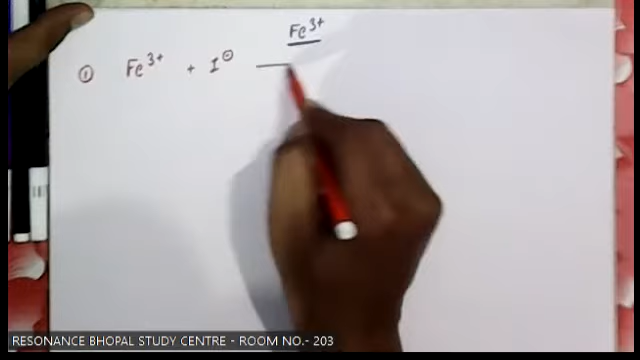 Fe³⁺
① Fe³⁺ + I⊖ —
RESONANCE BHOPAL STUDY CENTRE - ROOM NO.- 203